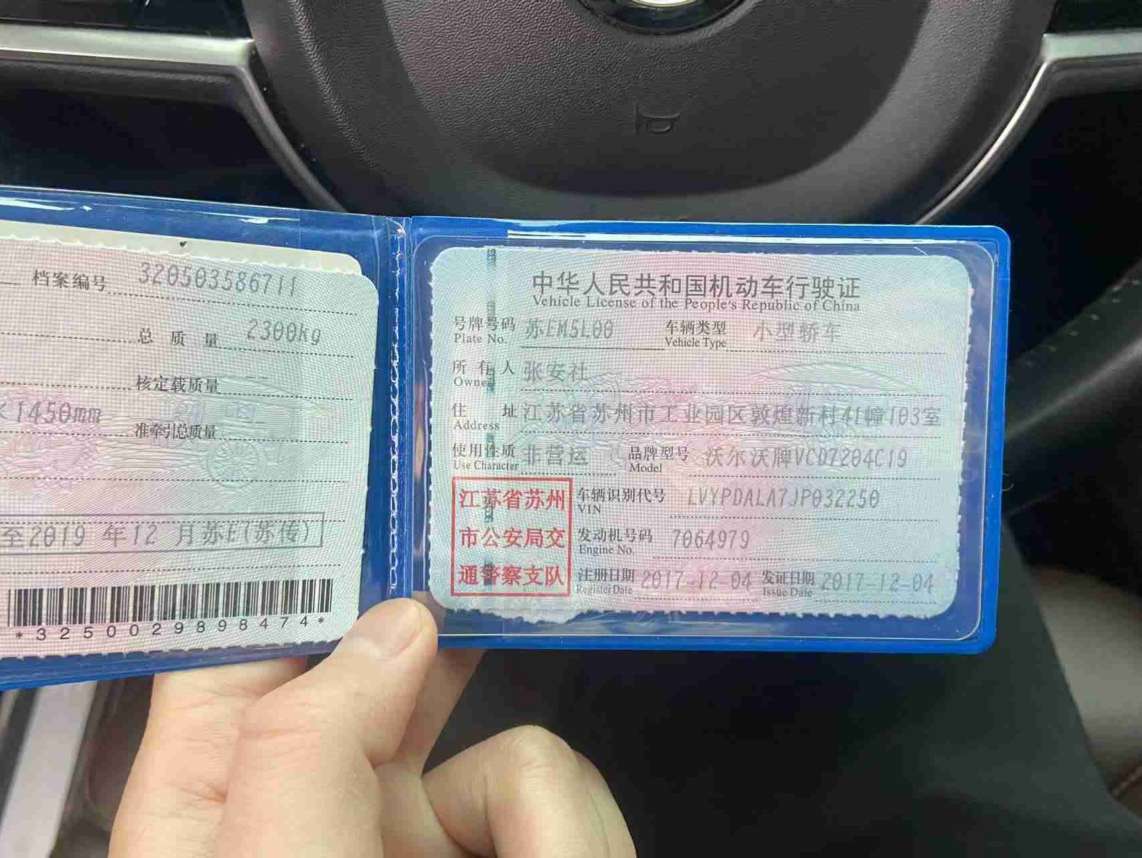 档案编号 320503586711
总质量 2300kg
核定载质量
×1450mm 准牵引总质量
至2019 年12 月苏E(苏传)
*3250029898474*
中华人民共和国机动车行驶证
Vehicle License of the People's Republic of China
号牌号码 苏EM5L00 车辆类型 小型轿车
Plate No. Vehicle Type
所有人 张安社
Owner
住址 江苏省苏州市工业园区敦煌新村41幢103室
Address
使用性质 非营运 品牌型号 沃尔沃牌VCD7204C19
Use Character Model
江苏省苏州
市公安局交
通警察支队
车辆识别代号 LVYPDALA7JP032250
VIN
发动机号码 7064979
Engine No.
注册日期 2017-12-04 发证日期 2017-12-04
Register Date Issue Date